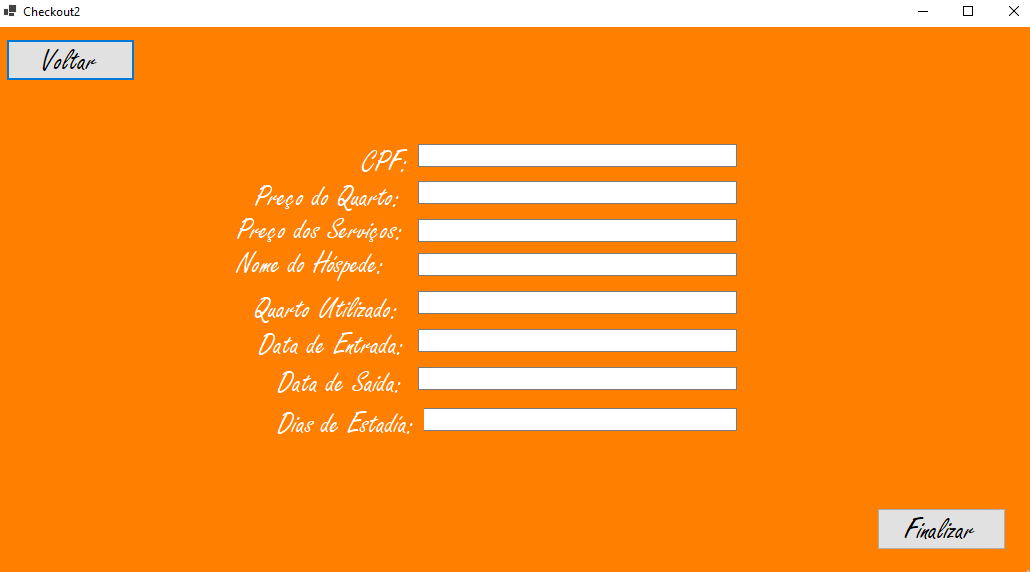 Checkout2
Voltar
CPF:
Preço do Quarto:
Preço dos Serviços:
Nome do Hóspede:
Quarto Utilizado:
Data de Entrada:
Data de Saída:
Dias de Estadía:
Finalizar